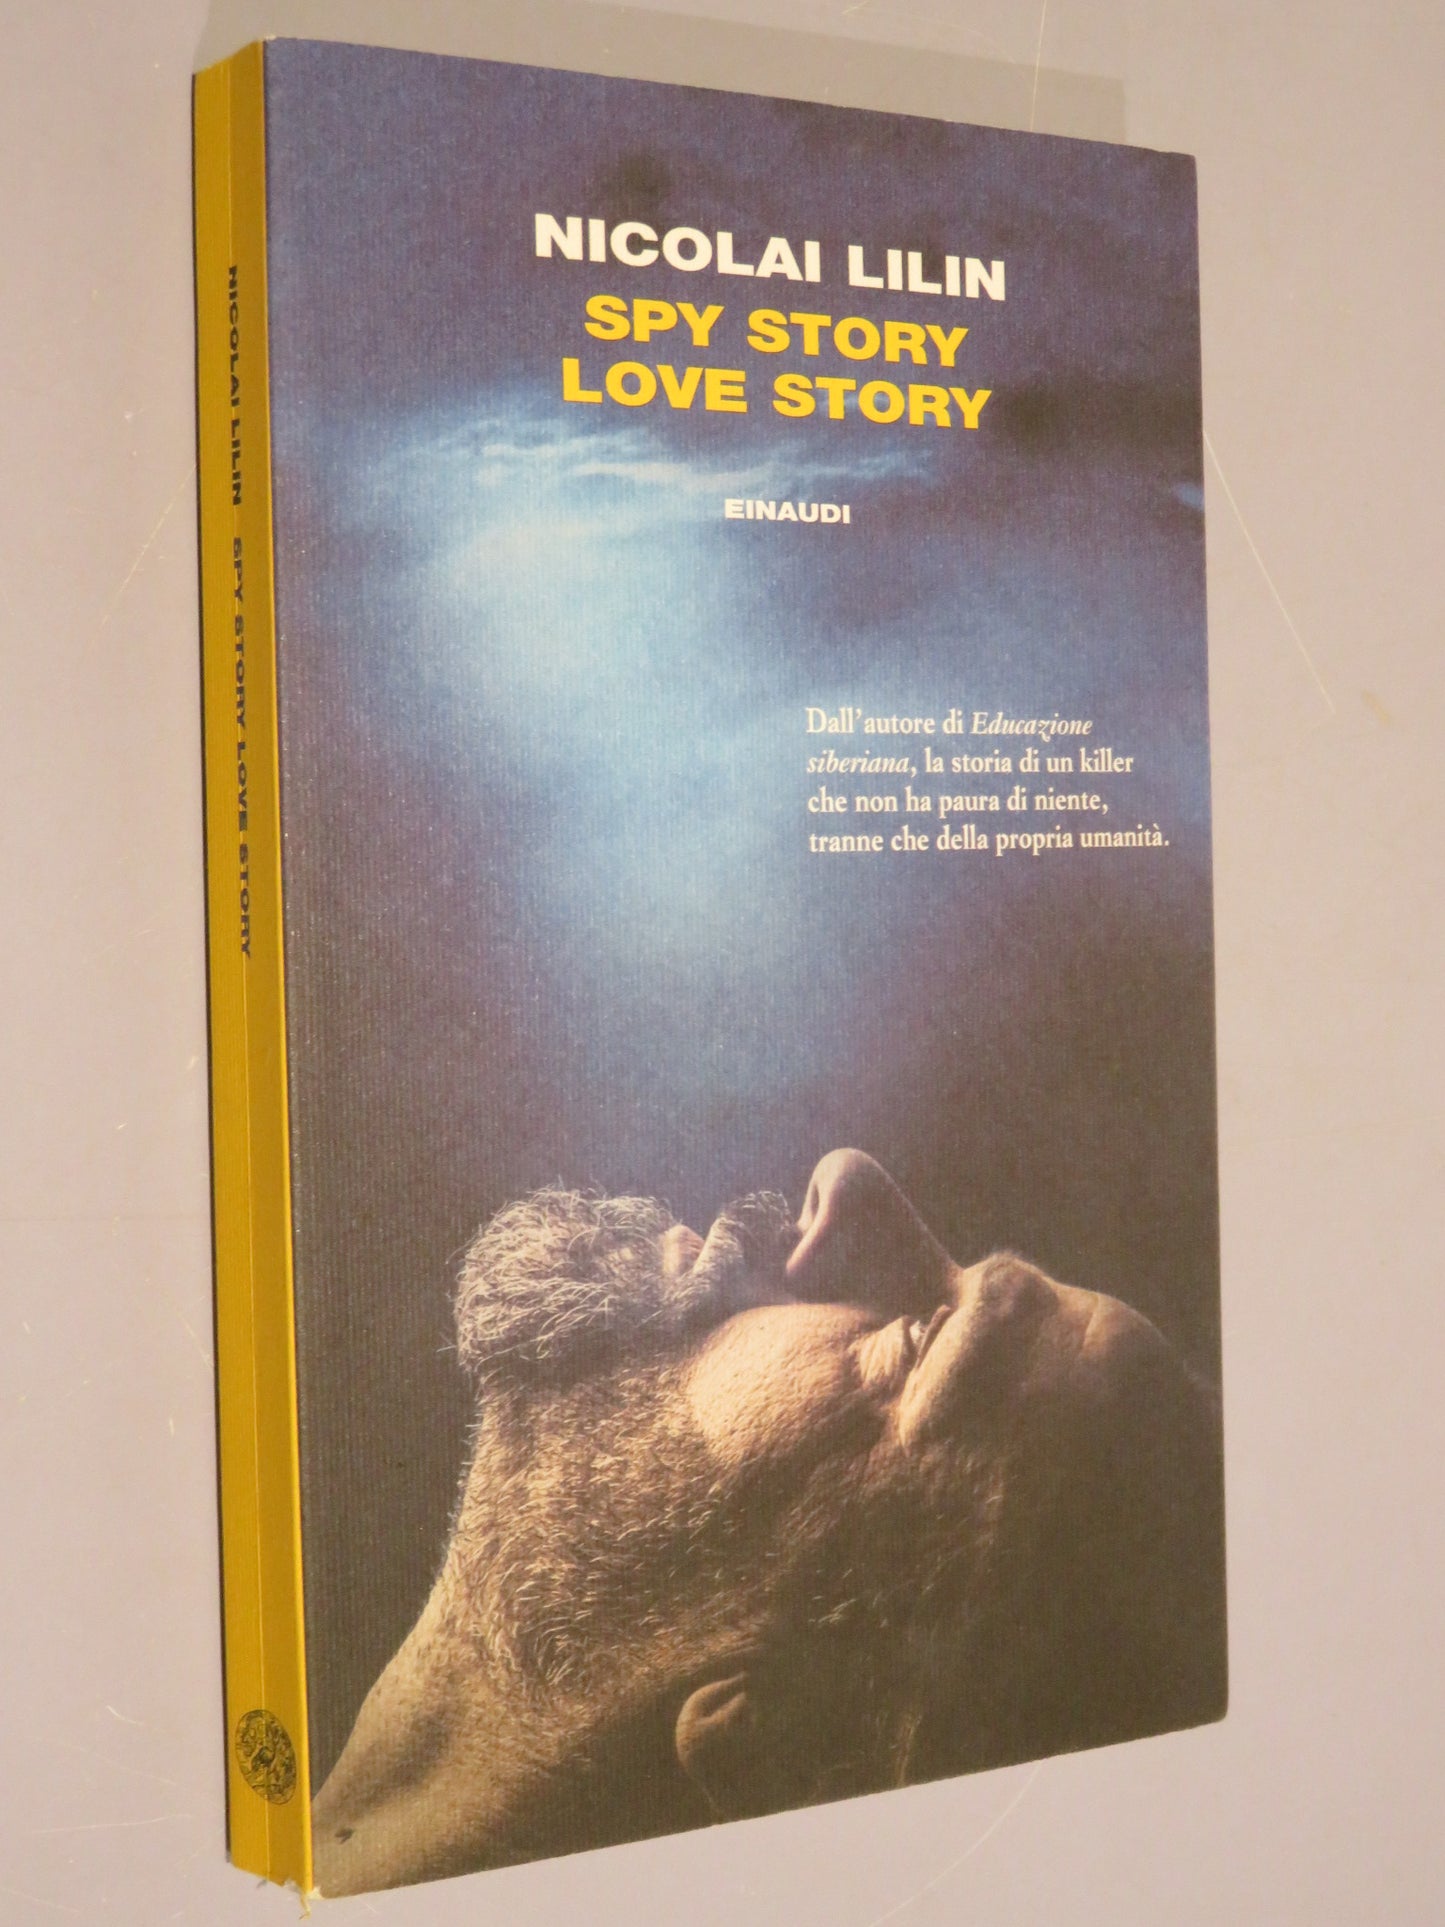 NICOLAI LILIN
SPY STORY
LOVE STORY
EINAUDI
Dall'autore di Educazione
siberiana, la storia di un killer
che non ha paura di niente,
tranne che della propria umanità.
NICOLAI LILIN SPY STORY LOVE STORY